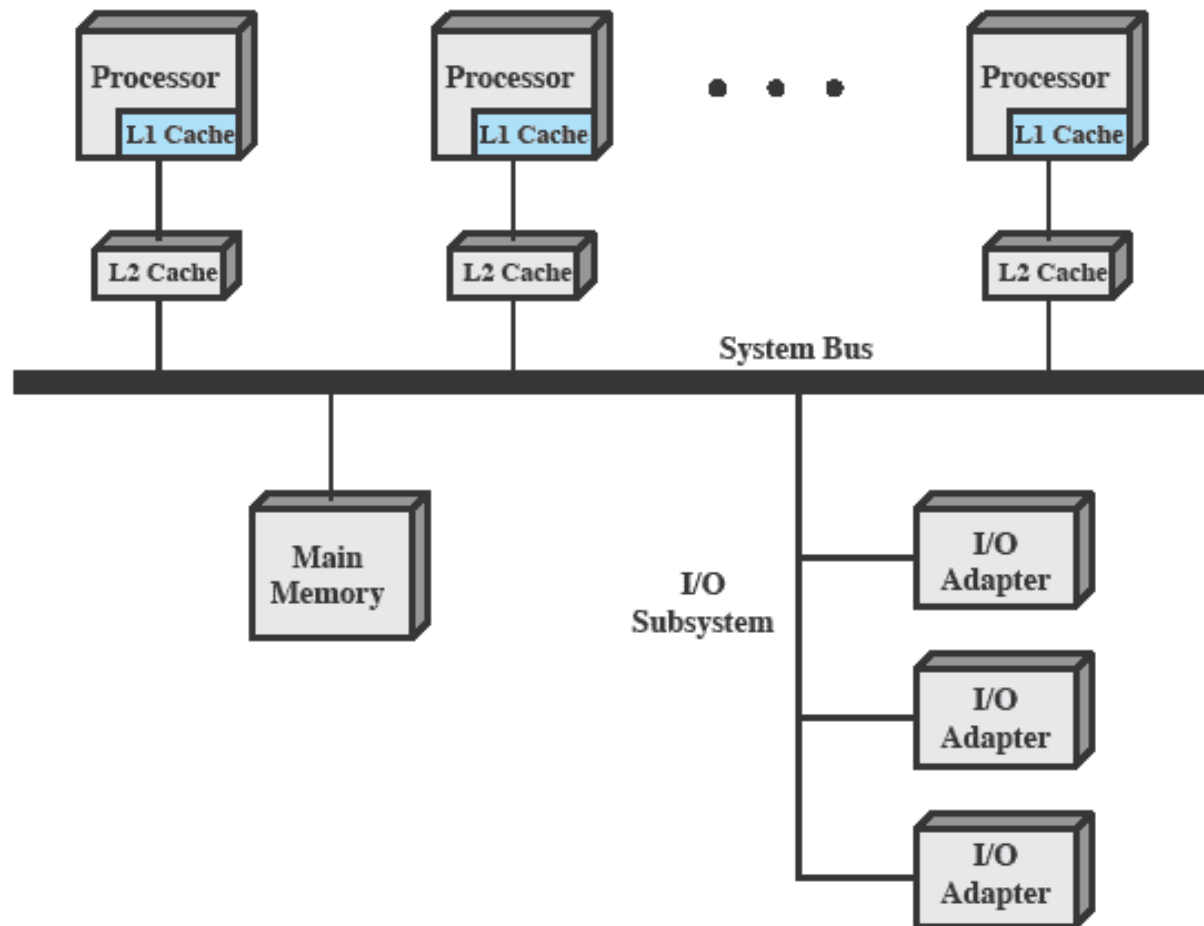 Processor
L1 Cache
Processor
L1 Cache
Processor
L1 Cache
L2 Cache
L2 Cache
L2 Cache
System Bus
Main
Memory
I/O
Subsystem
I/O
Adapter
I/O
Adapter
I/O
Adapter